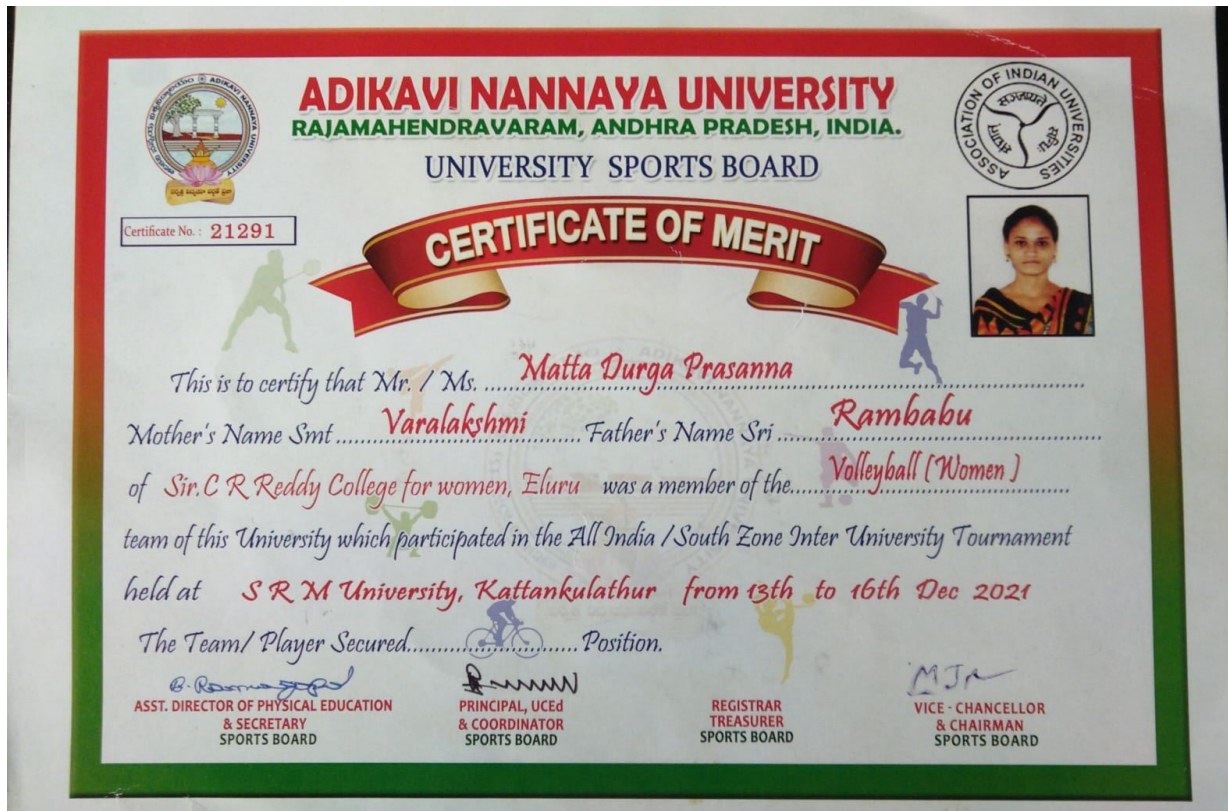 ADIKAVI NANNAYA UNIVERSITY
RAJAMAHENDRAVARAM, ANDHRA PRADESH, INDIA.
UNIVERSITY SPORTS BOARD
ADIKAVI NANNAYA UNIVERSITY
ASSOCIATION OF INDIAN UNIVERSITIES
Certificate No. : 21291
CERTIFICATE OF MERIT
This is to certify that Mr. / Ms. Matta Durga Prasanna
Mother's Name Smt Varalakshmi Father's Name Sri Rambabu
of Sir.C R Reddy College for women, Eluru was a member of the Volleyball (Women )
team of this University which participated in the All India / South Zone Inter University Tournament
held at S R M University, Kattankulathur from 13th to 16th Dec 2021
The Team/ Player Secured.................................. Position.
ASST. DIRECTOR OF PHYSICAL EDUCATION
& SECRETARY
SPORTS BOARD
PRINCIPAL, UCEd
& COORDINATOR
SPORTS BOARD
REGISTRAR
TREASURER
SPORTS BOARD
VICE - CHANCELLOR
& CHAIRMAN
SPORTS BOARD